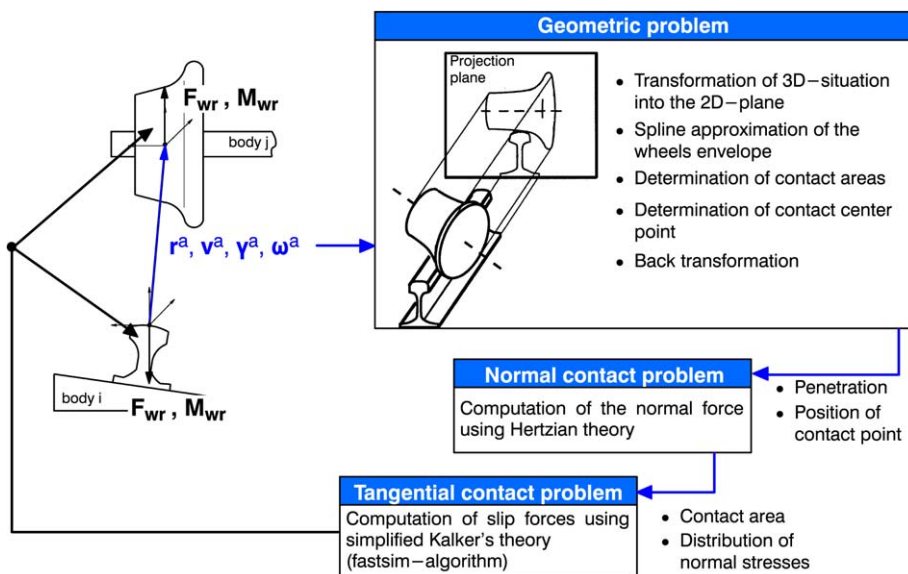 Geometric problem
Projection
plane
• Transformation of 3D−situation
into the 2D−plane
• Spline approximation of the
wheels envelope
• Determination of contact areas
• Determination of contact center
point
• Back transformation
F_wr , M_wr
body j
r^a, v^a, γ^a, ω^a
body i
F_wr , M_wr
Normal contact problem
Computation of the normal force
using Hertzian theory
• Penetration
• Position of
contact point
Tangential contact problem
Computation of slip forces using
simplified Kalker's theory
(fastsim−algorithm)
• Contact area
• Distribution of
normal stresses